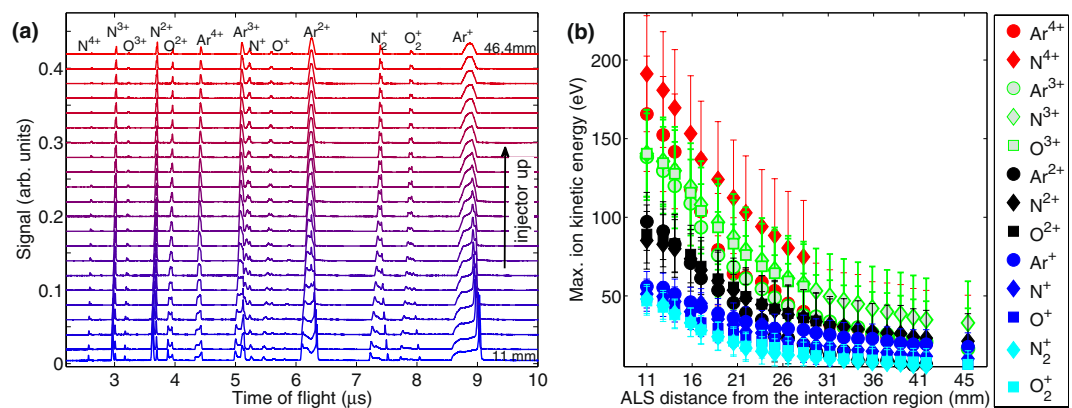 (a)
N4+ N3+ O3+ N2+ O2+ Ar4+ Ar3+ N+ O+ Ar2+ N2+ O2+ Ar+ 46.4mm
0.4
0.3
0.2
0.1
0
Signal (arb. units)
injector up
11 mm
3 4 5 6 7 8 9 10
Time of flight (μs)
(b)
200
150
100
50
Max. ion kinetic energy (eV)
11 16 21 26 31 36 41 46
ALS distance from the interaction region (mm)
Ar4+
N4+
Ar3+
N3+
O3+
Ar2+
N2+
O2+
Ar+
N+
O+
N2+
O2+